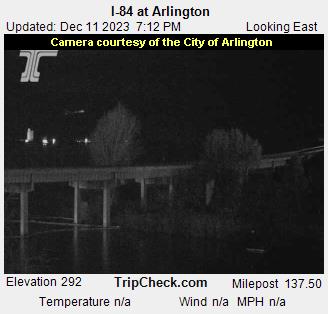 I-84 at Arlington
Updated: Dec 11 2023 7:12 PM Looking East
Camera courtesy of the City of Arlington
Elevation 292 TripCheck.com Milepost 137.50
Temperature n/a Wind n/a MPH n/a